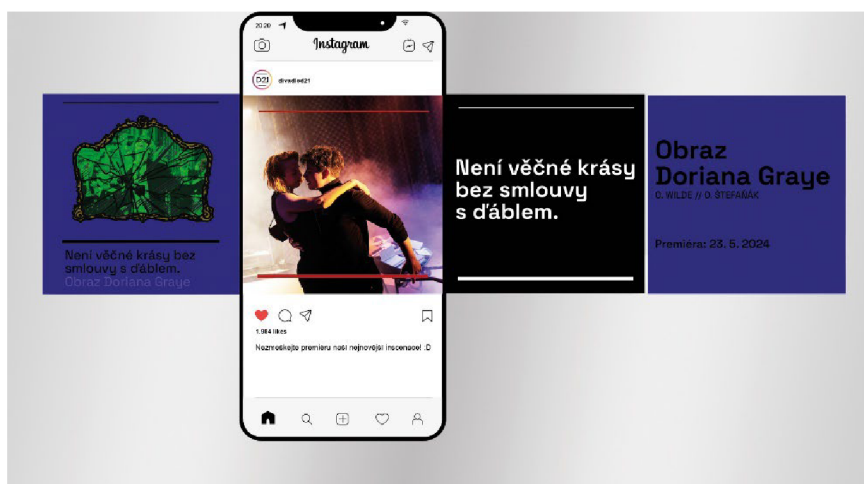 Není věčné krásy bez
smlouvy s ďáblem.
Obraz Doriana Graye
20:20
Instagram
D21
divadlod21
1.984 likes
Nezmeškejte premiéru naší nejnovější inscenace! :D
Není věčné krásy
bez smlouvy
s ďáblem.
Obraz
Doriana Graye
O. WILDE // O. ŠTEFAŇÁK
Premiéra: 23. 5. 2024